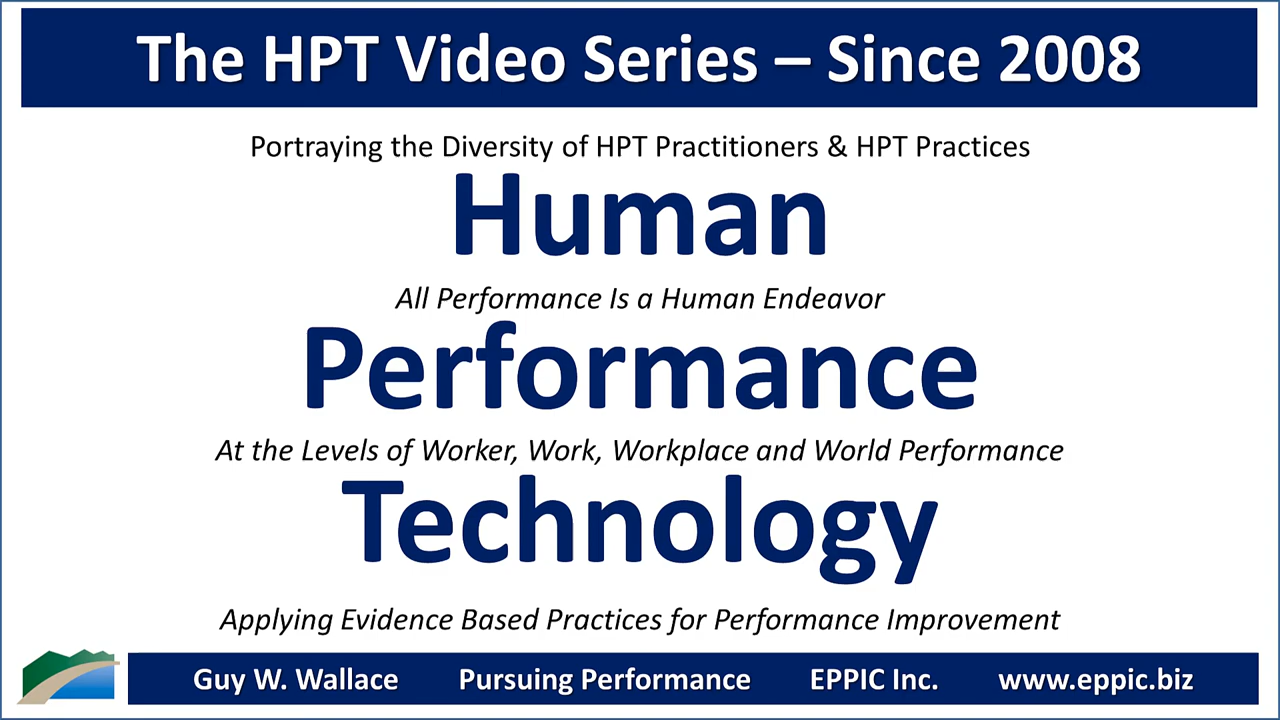 The HPT Video Series – Since 2008
Portraying the Diversity of HPT Practitioners & HPT Practices
Human
All Performance Is a Human Endeavor
Performance
At the Levels of Worker, Work, Workplace and World Performance
Technology
Applying Evidence Based Practices for Performance Improvement
Guy W. Wallace Pursuing Performance EPPIC Inc. www.eppic.biz